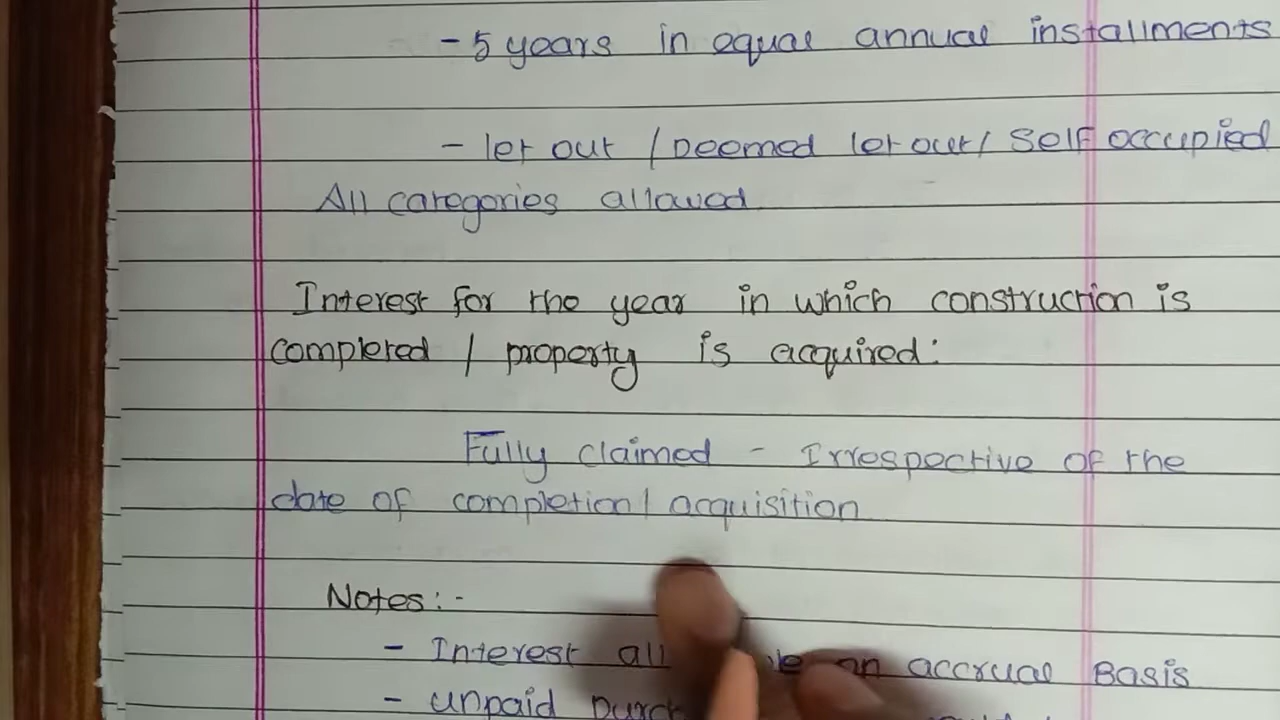 - 5 years in equal annual installments
- let out / Deemed let out / Self occupied
All categories allowed
Interest for the year in which construction is
completed / property is acquired:
Fully claimed - Irrespective of the
date of completion / acquisition
Notes:-
- Interest on accrual Basis
- unpaid